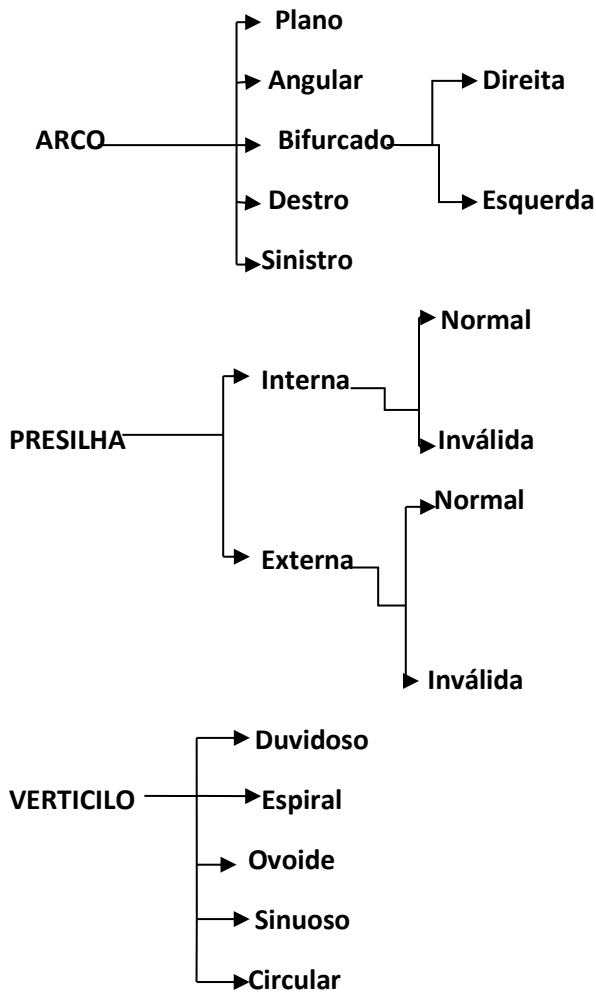 Plano
Angular Direita
ARCO Bifurcado
Destro Esquerda
Sinistro
Normal
Interna
PRESILHA Inválida
Normal
Externa
Inválida
Duvidoso
VERTICILO Espiral
Ovoide
Sinuoso
Circular